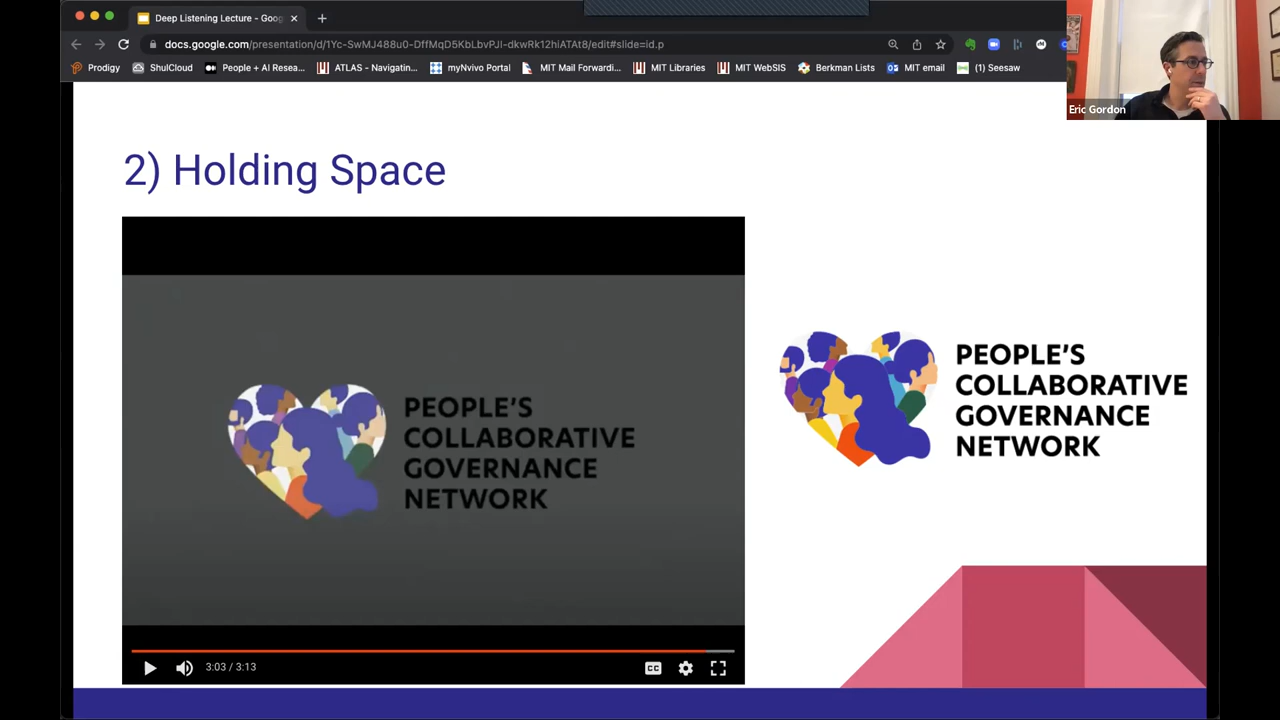 Deep Listening Lecture - Goog
docs.google.com/presentation/d/1Yc-SwMJ488u0-DffMqD5KbLbvPJI-dkwRk12hiATAt8/edit#slide=id.p
Prodigy
ShulCloud
People + AI Resea...
ATLAS - Navigatin...
myNvivo Portal
MIT Mail Forwardi...
MIT Libraries
MIT WebSIS
Berkman Lists
MIT email
(1) Seesaw
Eric Gordon
2) Holding Space
PEOPLE'S
COLLABORATIVE
GOVERNANCE
NETWORK
PEOPLE'S
COLLABORATIVE
GOVERNANCE
NETWORK
3:03 / 3:13
CC